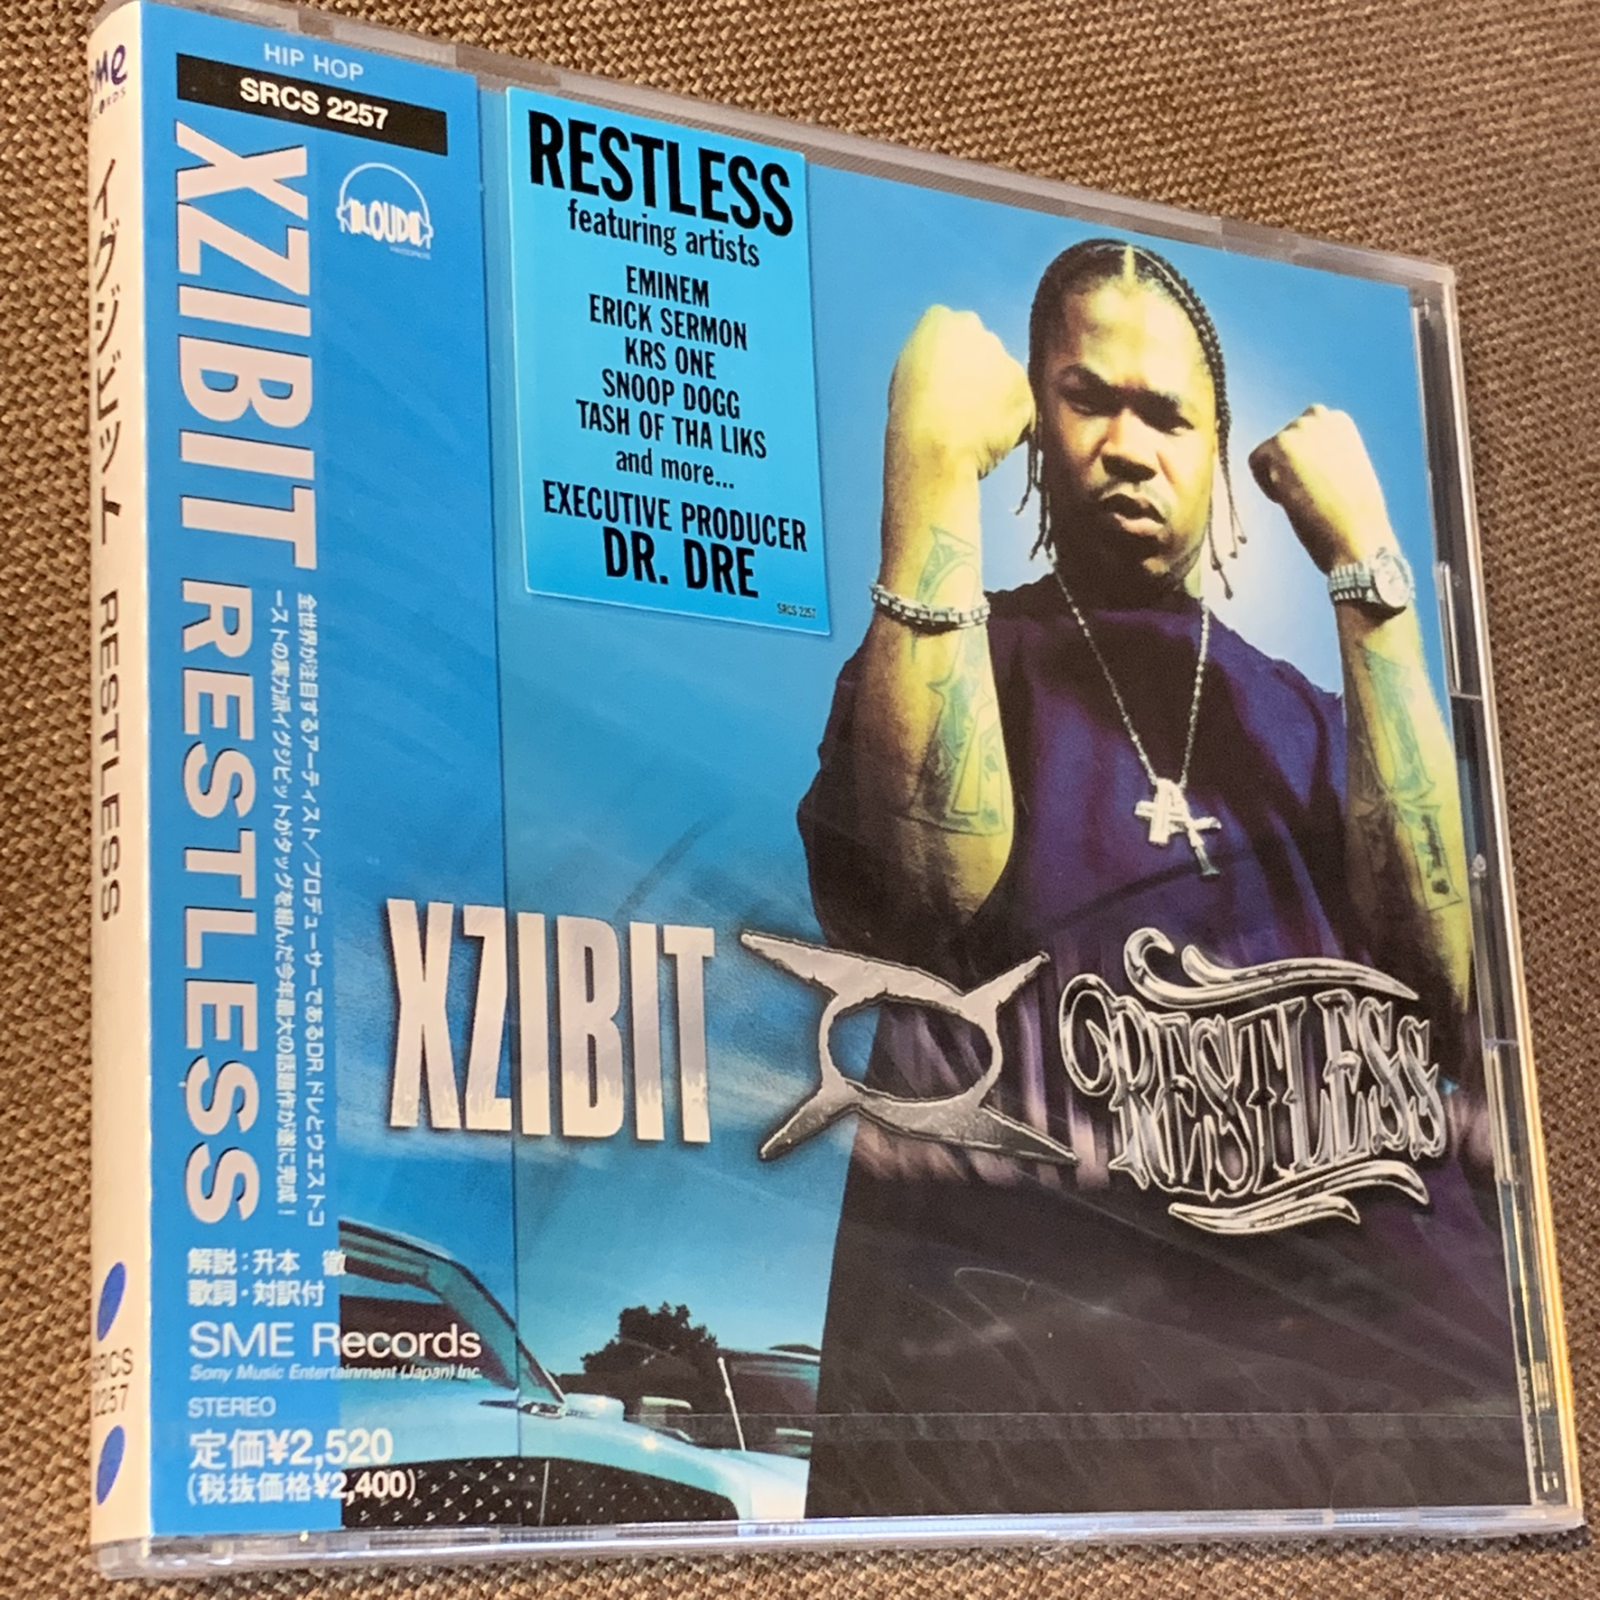 HIP HOP
SRCS 2257
LOUD
RECORDS
XZIBIT RESTLESS
全世界が注目するアーティスト/プロデューサーであるDR.ドレとウエストコ
ーストの実力派イグジビットがタッグを組んだ今年最大の話題作が遂に完成!
解説:升本 徹
歌詞・対訳付
SME Records
Sony Music Entertainment (Japan) Inc.
STEREO
定価¥2,520
(税抜価格¥2,400)
イグジビット RESTLESS
SRCS
2257
RESTLESS
featuring artists
EMINEM
ERICK SERMON
KRS ONE
SNOOP DOGG
TASH OF THA LIKS
and more...
EXECUTIVE PRODUCER
DR. DRE
SRCS 2257
XZIBIT
RESTLESS